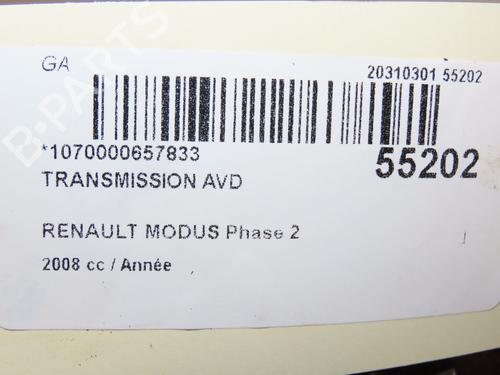 GA
20310301 55202
*1070000657833
55202
TRANSMISSION AVD
RENAULT MODUS Phase 2
2008 cc / Année
B-PARTS